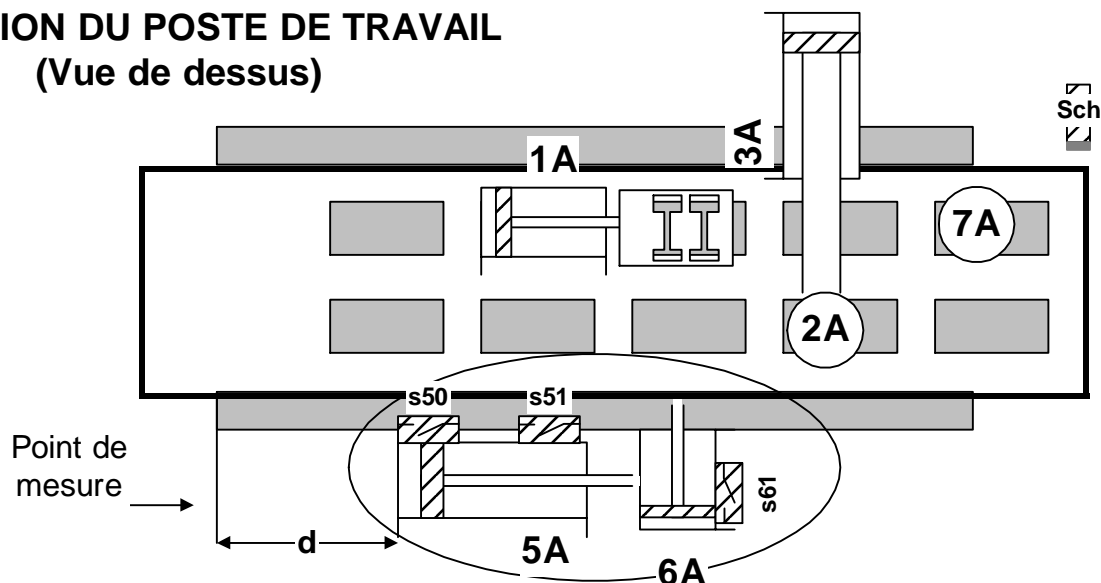 ION DU POSTE DE TRAVAIL
(Vue de dessus)
Sch
3A
1A
7A
2A
s50 s51
Point de
mesure
s61
d
5A
6A